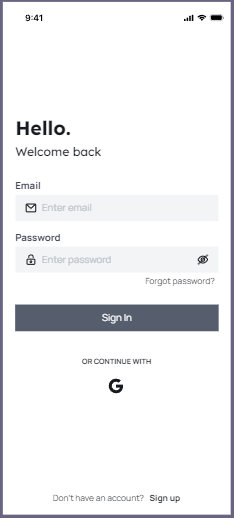 9:41
Hello.
Welcome back
Email
Enter email
Password
Enter password
Forgot password?
Sign In
OR CONTINUE WITH
G
Don't have an account? Sign up